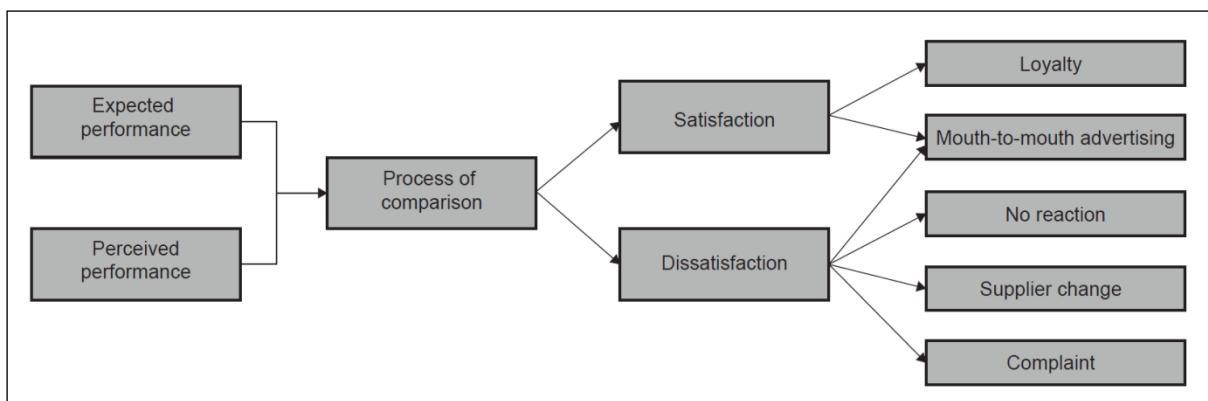 Expected
performance
Perceived
performance
Process of
comparison
Satisfaction
Dissatisfaction
Loyalty
Mouth-to-mouth advertising
No reaction
Supplier change
Complaint